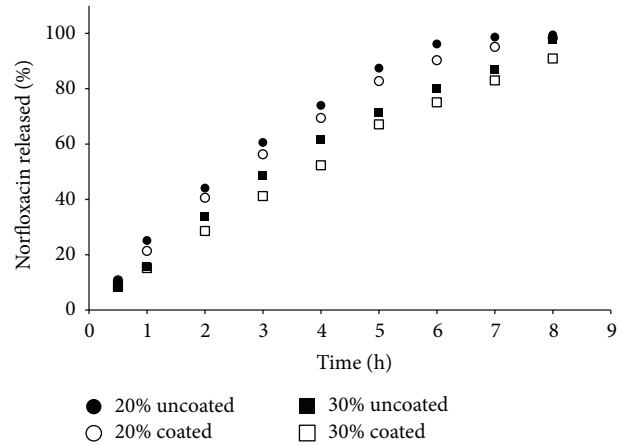 Norfloxacin released (%)
100
80
60
40
20
0
0 1 2 3 4 5 6 7 8 9
Time (h)
20% uncoated 30% uncoated
20% coated 30% coated